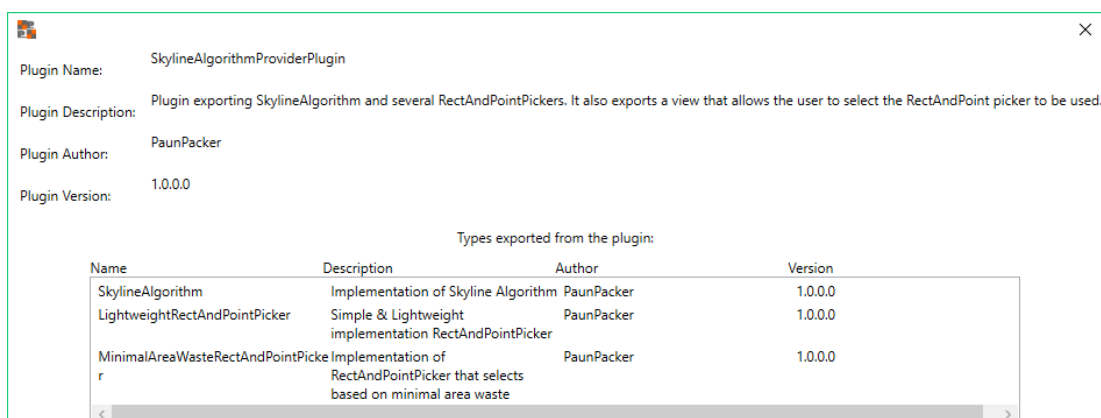 SkylineAlgorithmProviderPlugin
Plugin Name:
Plugin exporting SkylineAlgorithm and several RectAndPointPickers. It also exports a view that allows the user to select the RectAndPoint picker to be used.
Plugin Description:
PaunPacker
Plugin Author:
1.0.0.0
Plugin Version:
Types exported from the plugin:
Name Description Author Version
SkylineAlgorithm Implementation of Skyline Algorithm PaunPacker 1.0.0.0
LightweightRectAndPointPicker Simple & Lightweight PaunPacker 1.0.0.0
implementation RectAndPointPicker
MinimalAreaWasteRectAndPointPicke Implementation of PaunPacker 1.0.0.0
r RectAndPointPicker that selects
based on minimal area waste